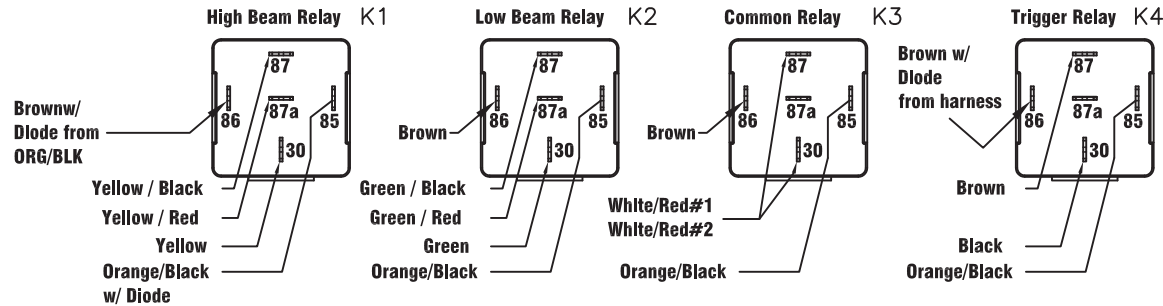 High Beam Relay K1
87
87a
86
85
30
Brownw/
Diode from
ORG/BLK
Yellow / Black
Yellow / Red
Yellow
Orange/Black
w/ Diode
Low Beam Relay K2
87
87a
86
85
30
Brown
Green / Black
Green / Red
Green
Orange/Black
Common Relay K3
87
87a
86
85
30
Brown
White/Red#1
White/Red#2
Orange/Black
Trigger Relay K4
87
87a
86
85
30
Brown w/
Diode
from harness
Brown
Black
Orange/Black